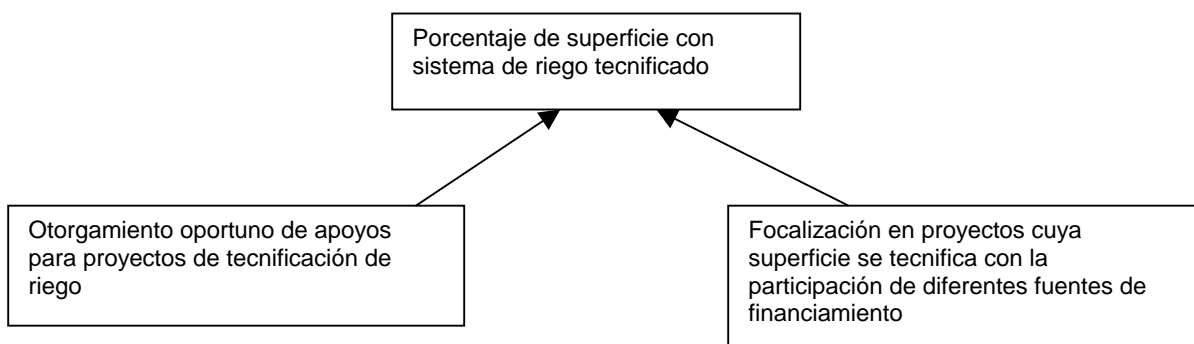 Porcentaje de superficie con
sistema de riego tecnificado
Otorgamiento oportuno de apoyos
para proyectos de tecnificación de
riego
Focalización en proyectos cuya
superficie se tecnifica con la
participación de diferentes fuentes de
financiamiento